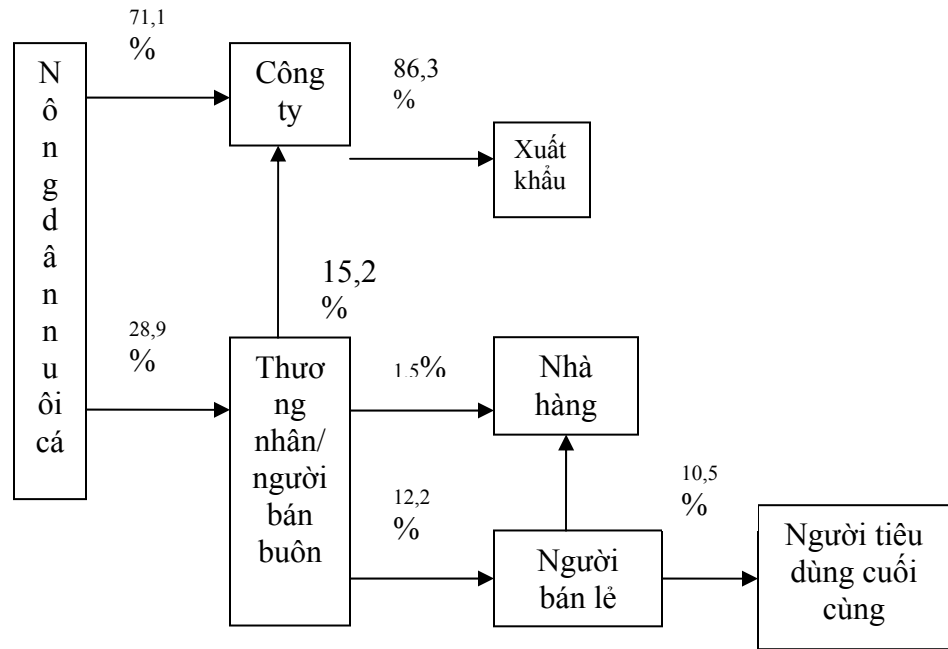 71,1
%
N
ô
n
g
d
â
n
n
u
ôi
cá
Công
ty
86,3
%
Xuất
khẩu
15,2
%
28,9
%
Thươ
ng
nhân/
người
bán
buôn
1.5%
Nhà
hàng
12,2
%
Người
bán lẻ
10,5
%
Người tiêu
dùng cuối
cùng